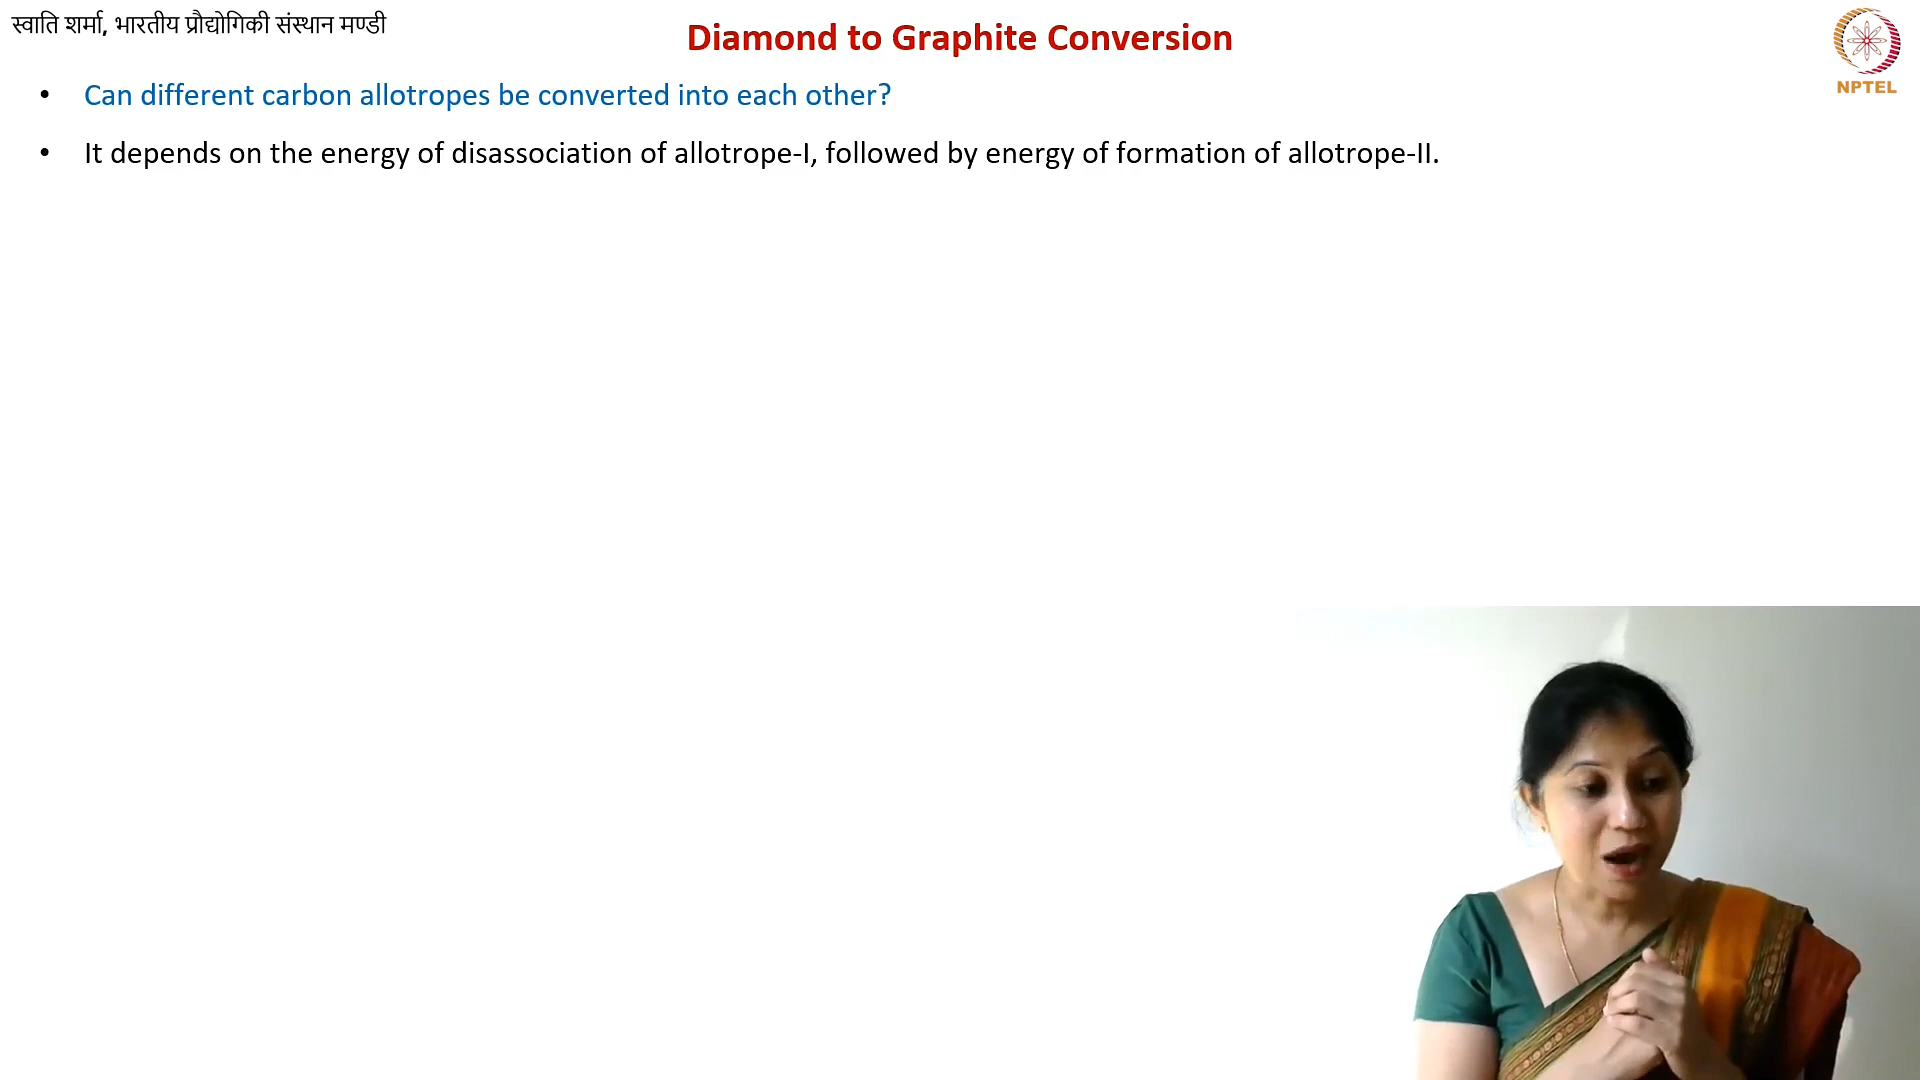 स्वाति शर्मा, भारतीय प्रौद्योगिकी संस्थान मण्डी
Diamond to Graphite Conversion
NPTEL
• Can different carbon allotropes be converted into each other?
• It depends on the energy of disassociation of allotrope-I, followed by energy of formation of allotrope-II.